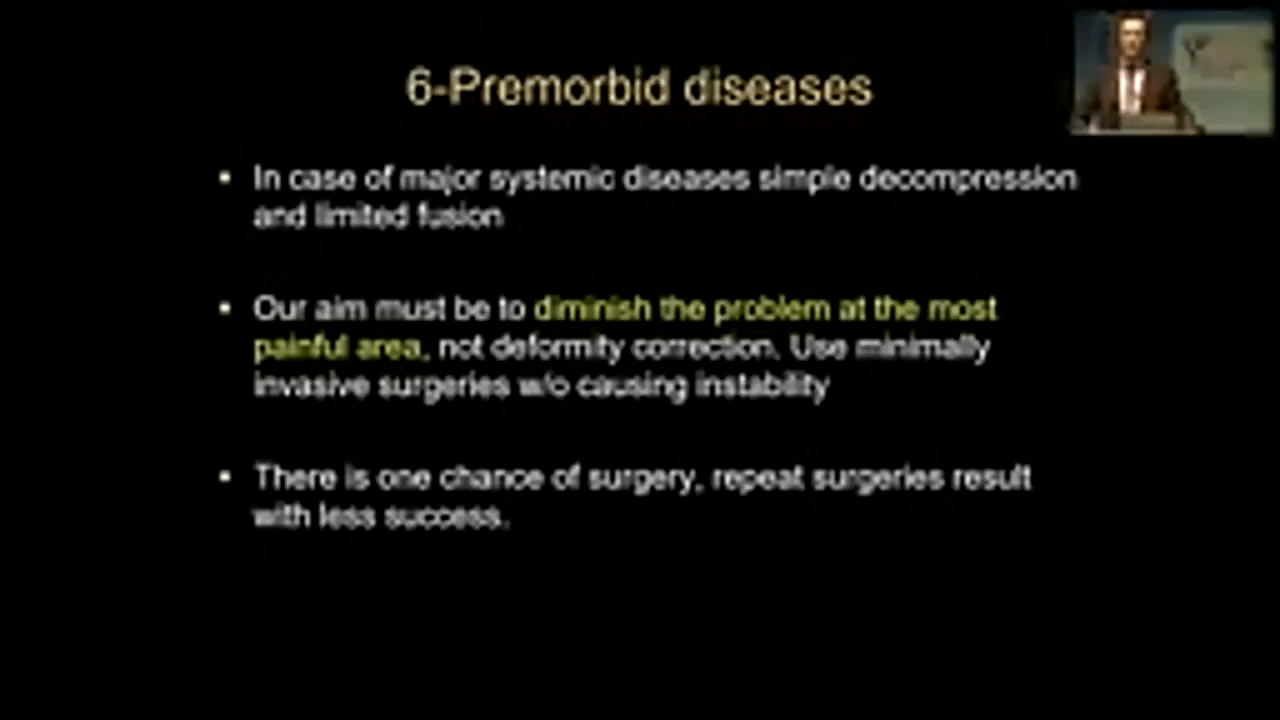 6-Premorbid diseases
• In case of major systemic diseases simple decompression
and limited fusion
• Our aim must be to diminish the problem at the most
painful area, not deformity correction. Use minimally
invasive surgeries w/o causing instability
• There is one chance of surgery, repeat surgeries result
with less success.